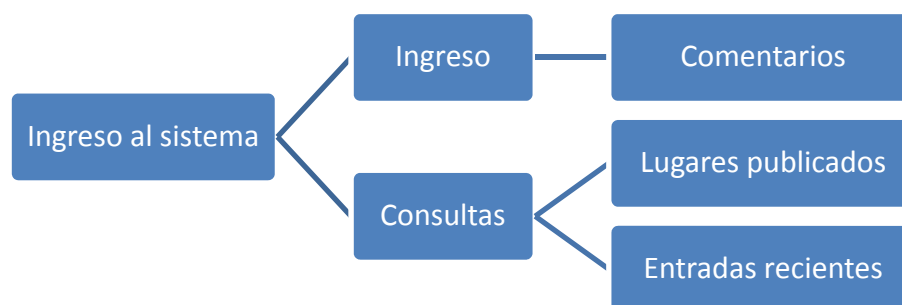 Ingreso al sistema
Ingreso
Comentarios
Consultas
Lugares publicados
Entradas recientes